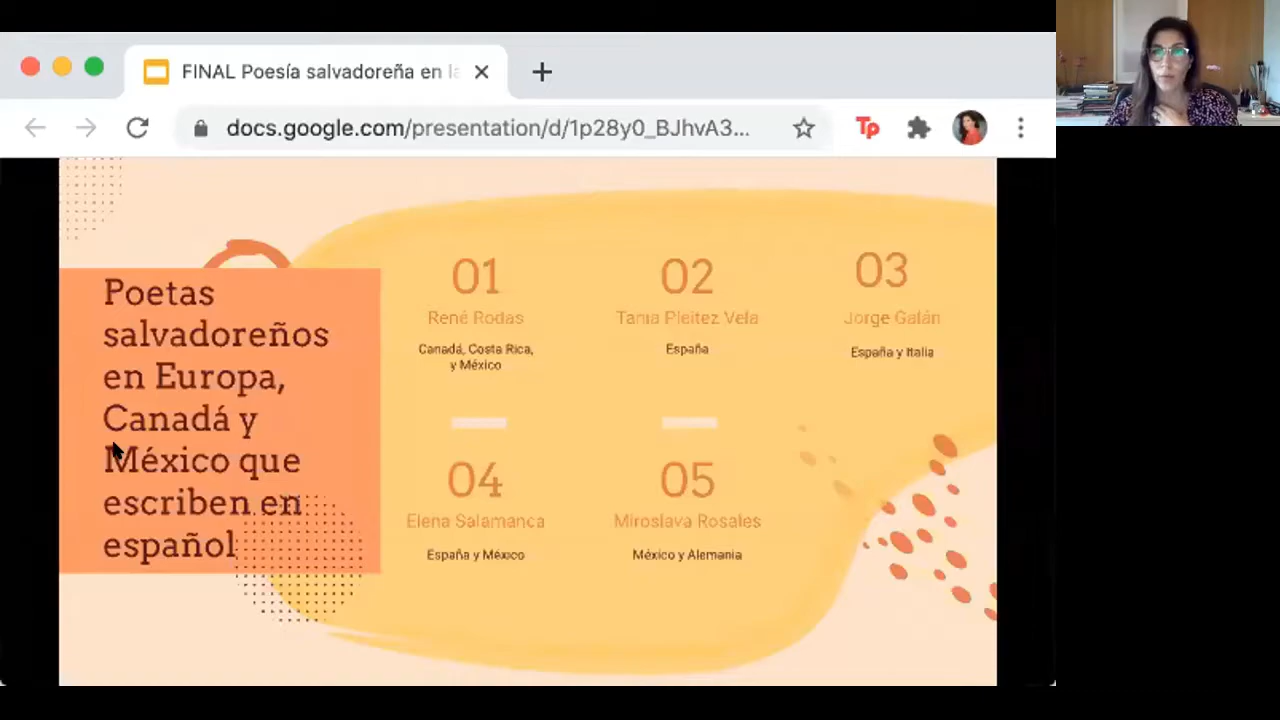 FINAL Poesía salvadoreña en la
docs.google.com/presentation/d/1p28y0_BJhvA3...
Tp
Poetas
salvadoreños
en Europa,
Canadá y
México que
escriben en
español
01
René Rodas
Canadá, Costa Rica,
y México
02
Tania Pleitez Vela
España
03
Jorge Galán
España y Italia
04
Elena Salamanca
España y México
05
Miroslava Rosales
México y Alemania